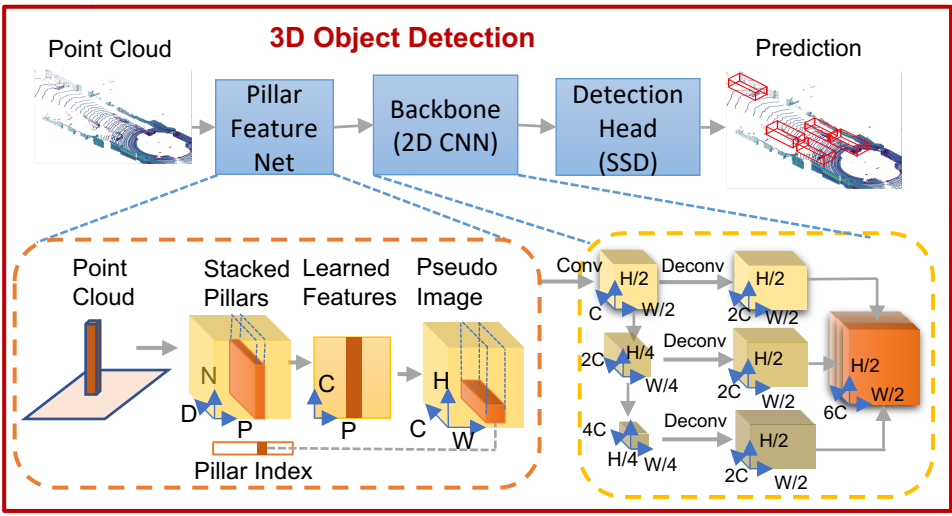 3D Object Detection
Point Cloud
Pillar
Feature
Net
Backbone
(2D CNN)
Detection
Head
(SSD)
Prediction
Point
Cloud
Stacked
Pillars
Learned
Features
Pseudo
Image
N
D
P
C
P
H
C
W
Pillar Index
Conv
H/2
C
W/2
Deconv
H/2
2C
W/2
H/4
2C
W/4
Deconv
H/2
2C
W/2
4C
H/4
W/4
Deconv
H/2
2C
W/2
H/2
W/2
6C